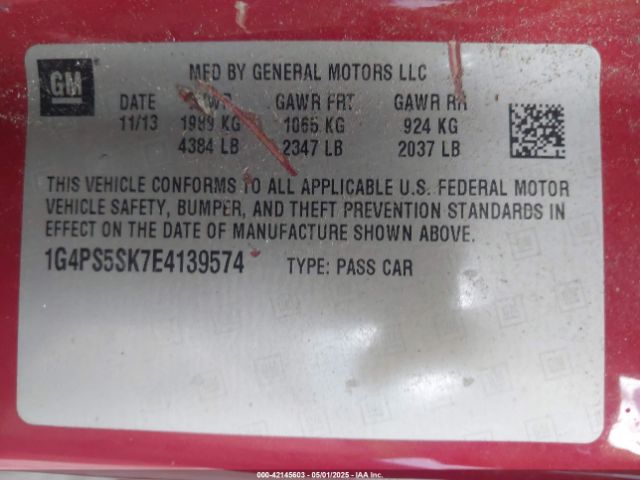 GM
MFD BY GENERAL MOTORS LLC
DATE GVWR GAWR FRT GAWR RR
11/13 1989 KG 1065 KG 924 KG
4384 LB 2347 LB 2037 LB
THIS VEHICLE CONFORMS TO ALL APPLICABLE U.S. FEDERAL MOTOR
VEHICLE SAFETY, BUMPER, AND THEFT PREVENTION STANDARDS IN
EFFECT ON THE DATE OF MANUFACTURE SHOWN ABOVE.
1G4PS5SK7E4139574 TYPE: PASS CAR
000-42145603 - 05/01/2025 - IAA Inc.